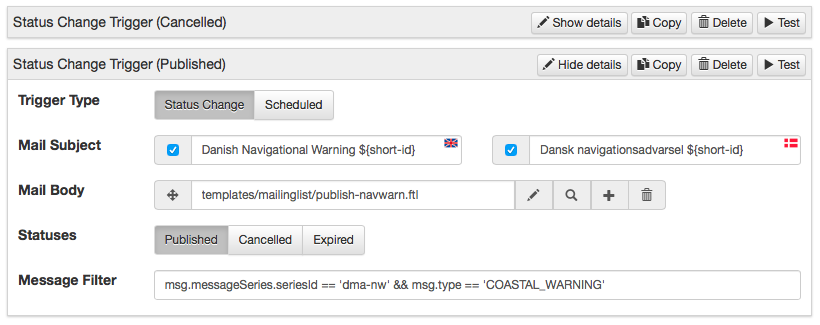 Status Change Trigger (Cancelled) Show details Copy Delete Test
Status Change Trigger (Published) Hide details Copy Delete Test
Trigger Type Status Change Scheduled
Mail Subject Danish Navigational Warning ${short-id} Dansk navigationsadvarsel ${short-id}
Mail Body templates/mailinglist/publish-navwarn.ftl
Statuses Published Cancelled Expired
Message Filter msg.messageSeries.seriesId == 'dma-nw' && msg.type == 'COASTAL_WARNING'